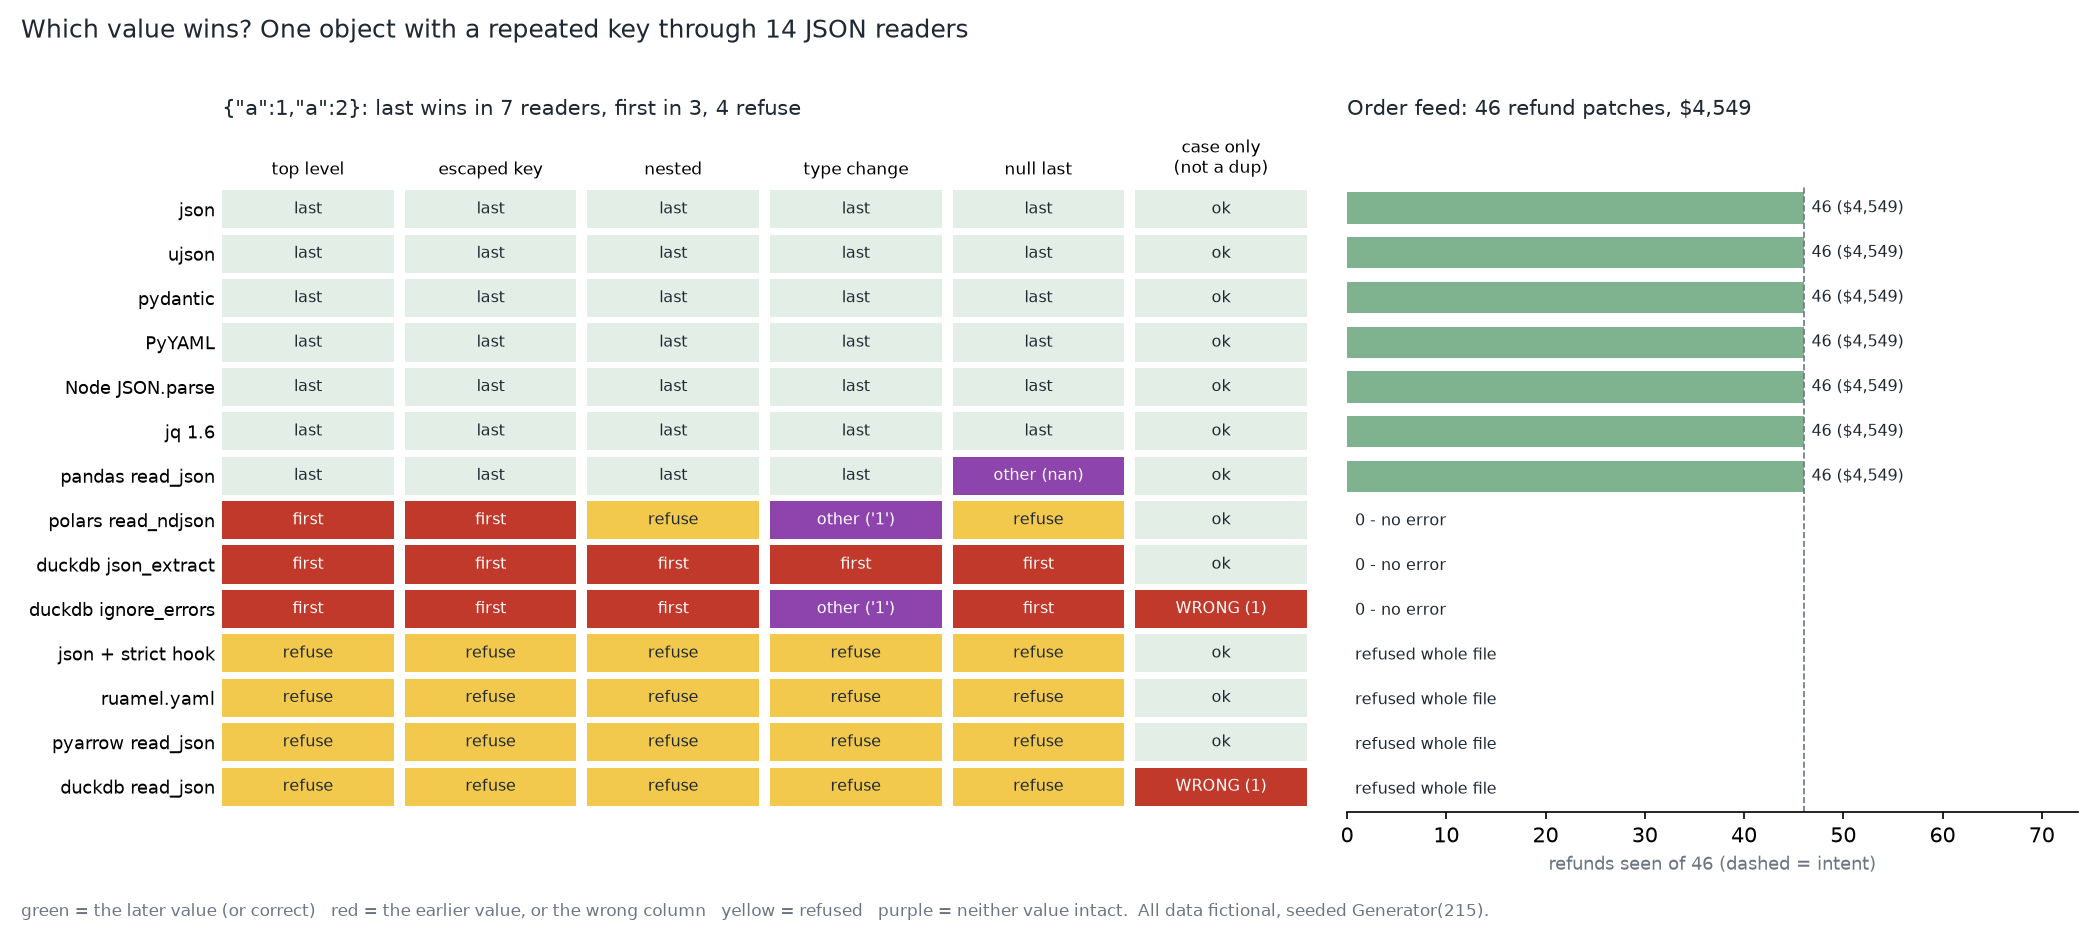 Which value wins? One object with a repeated key through 14 JSON readers
{"a":1,"a":2}: last wins in 7 readers, first in 3, 4 refuse
top level escaped key nested type change null last case only (not a dup)
json last last last last last ok
ujson last last last last last ok
pydantic last last last last last ok
PyYAML last last last last last ok
Node JSON.parse last last last last last ok
jq 1.6 last last last last last ok
pandas read_json last last last last other (nan) ok
polars read_ndjson first first refuse other ('1') refuse ok
duckdb json_extract first first first first first ok
duckdb ignore_errors first first first other ('1') first WRONG (1)
json + strict hook refuse refuse refuse refuse refuse ok
ruamel.yaml refuse refuse refuse refuse refuse ok
pyarrow read_json refuse refuse refuse refuse refuse ok
duckdb read_json refuse refuse refuse refuse refuse WRONG (1)
Order feed: 46 refund patches, $4,549
46 ($4,549)
46 ($4,549)
46 ($4,549)
46 ($4,549)
46 ($4,549)
46 ($4,549)
46 ($4,549)
0 - no error
0 - no error
0 - no error
refused whole file
refused whole file
refused whole file
refused whole file
0 10 20 30 40 50 60 70
refunds seen of 46 (dashed = intent)
green = the later value (or correct) red = the earlier value, or the wrong column yellow = refused purple = neither value intact. All data fictional, seeded Generator(215).